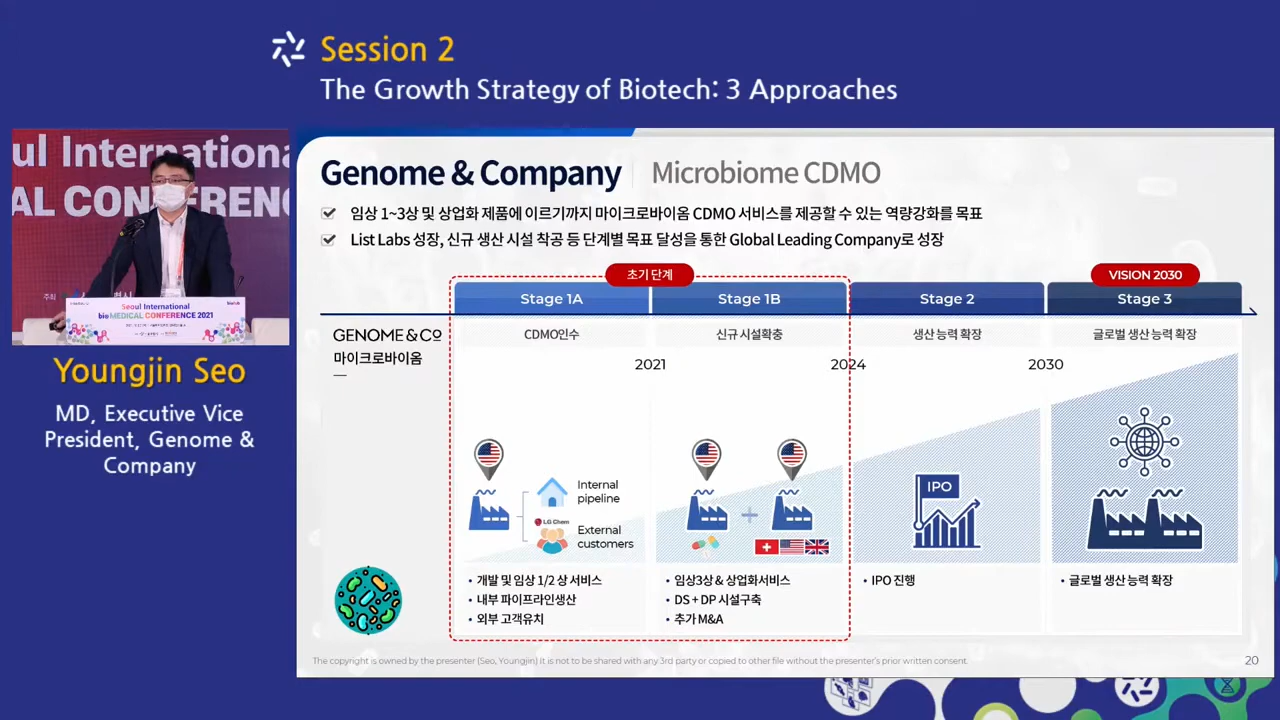 Session 2
The Growth Strategy of Biotech: 3 Approaches
ul Internationa
AL CONFERENC
주최
Seoul International
bioMEDICAL CONFERENCE 2021
Youngjin Seo
MD, Executive Vice
President, Genome &
Company
Genome & Company
Microbiome CDMO
임상 1~3상 및 상업화 제품에 이르기까지 마이크로바이옴 CDMO 서비스를 제공할 수 있는 역량강화를 목표
List Labs 성장, 신규 생산 시설 착공 등 단계별 목표 달성을 통한 Global Leading Company로 성장
초기 단계
VISION 2030
Stage 1A
Stage 1B
Stage 2
Stage 3
GENOME&CO
마이크로바이옴
CDMO인수
신규 시설확충
생산 능력 확장
글로벌 생산 능력 확장
2021
2024
2030
Internal
pipeline
LG Chem
External
customers
IPO
• 개발 및 임상 1/2 상 서비스
• 내부 파이프라인생산
• 외부 고객유치
• 임상3상 & 상업화서비스
• DS + DP 시설구축
• 추가 M&A
• IPO 진행
• 글로벌 생산 능력 확장
The copyright is owned by the presenter (Seo, Youngjin) It is not to be shared with any 3rd party or copied to other file without the presenter's prior written consent.
20